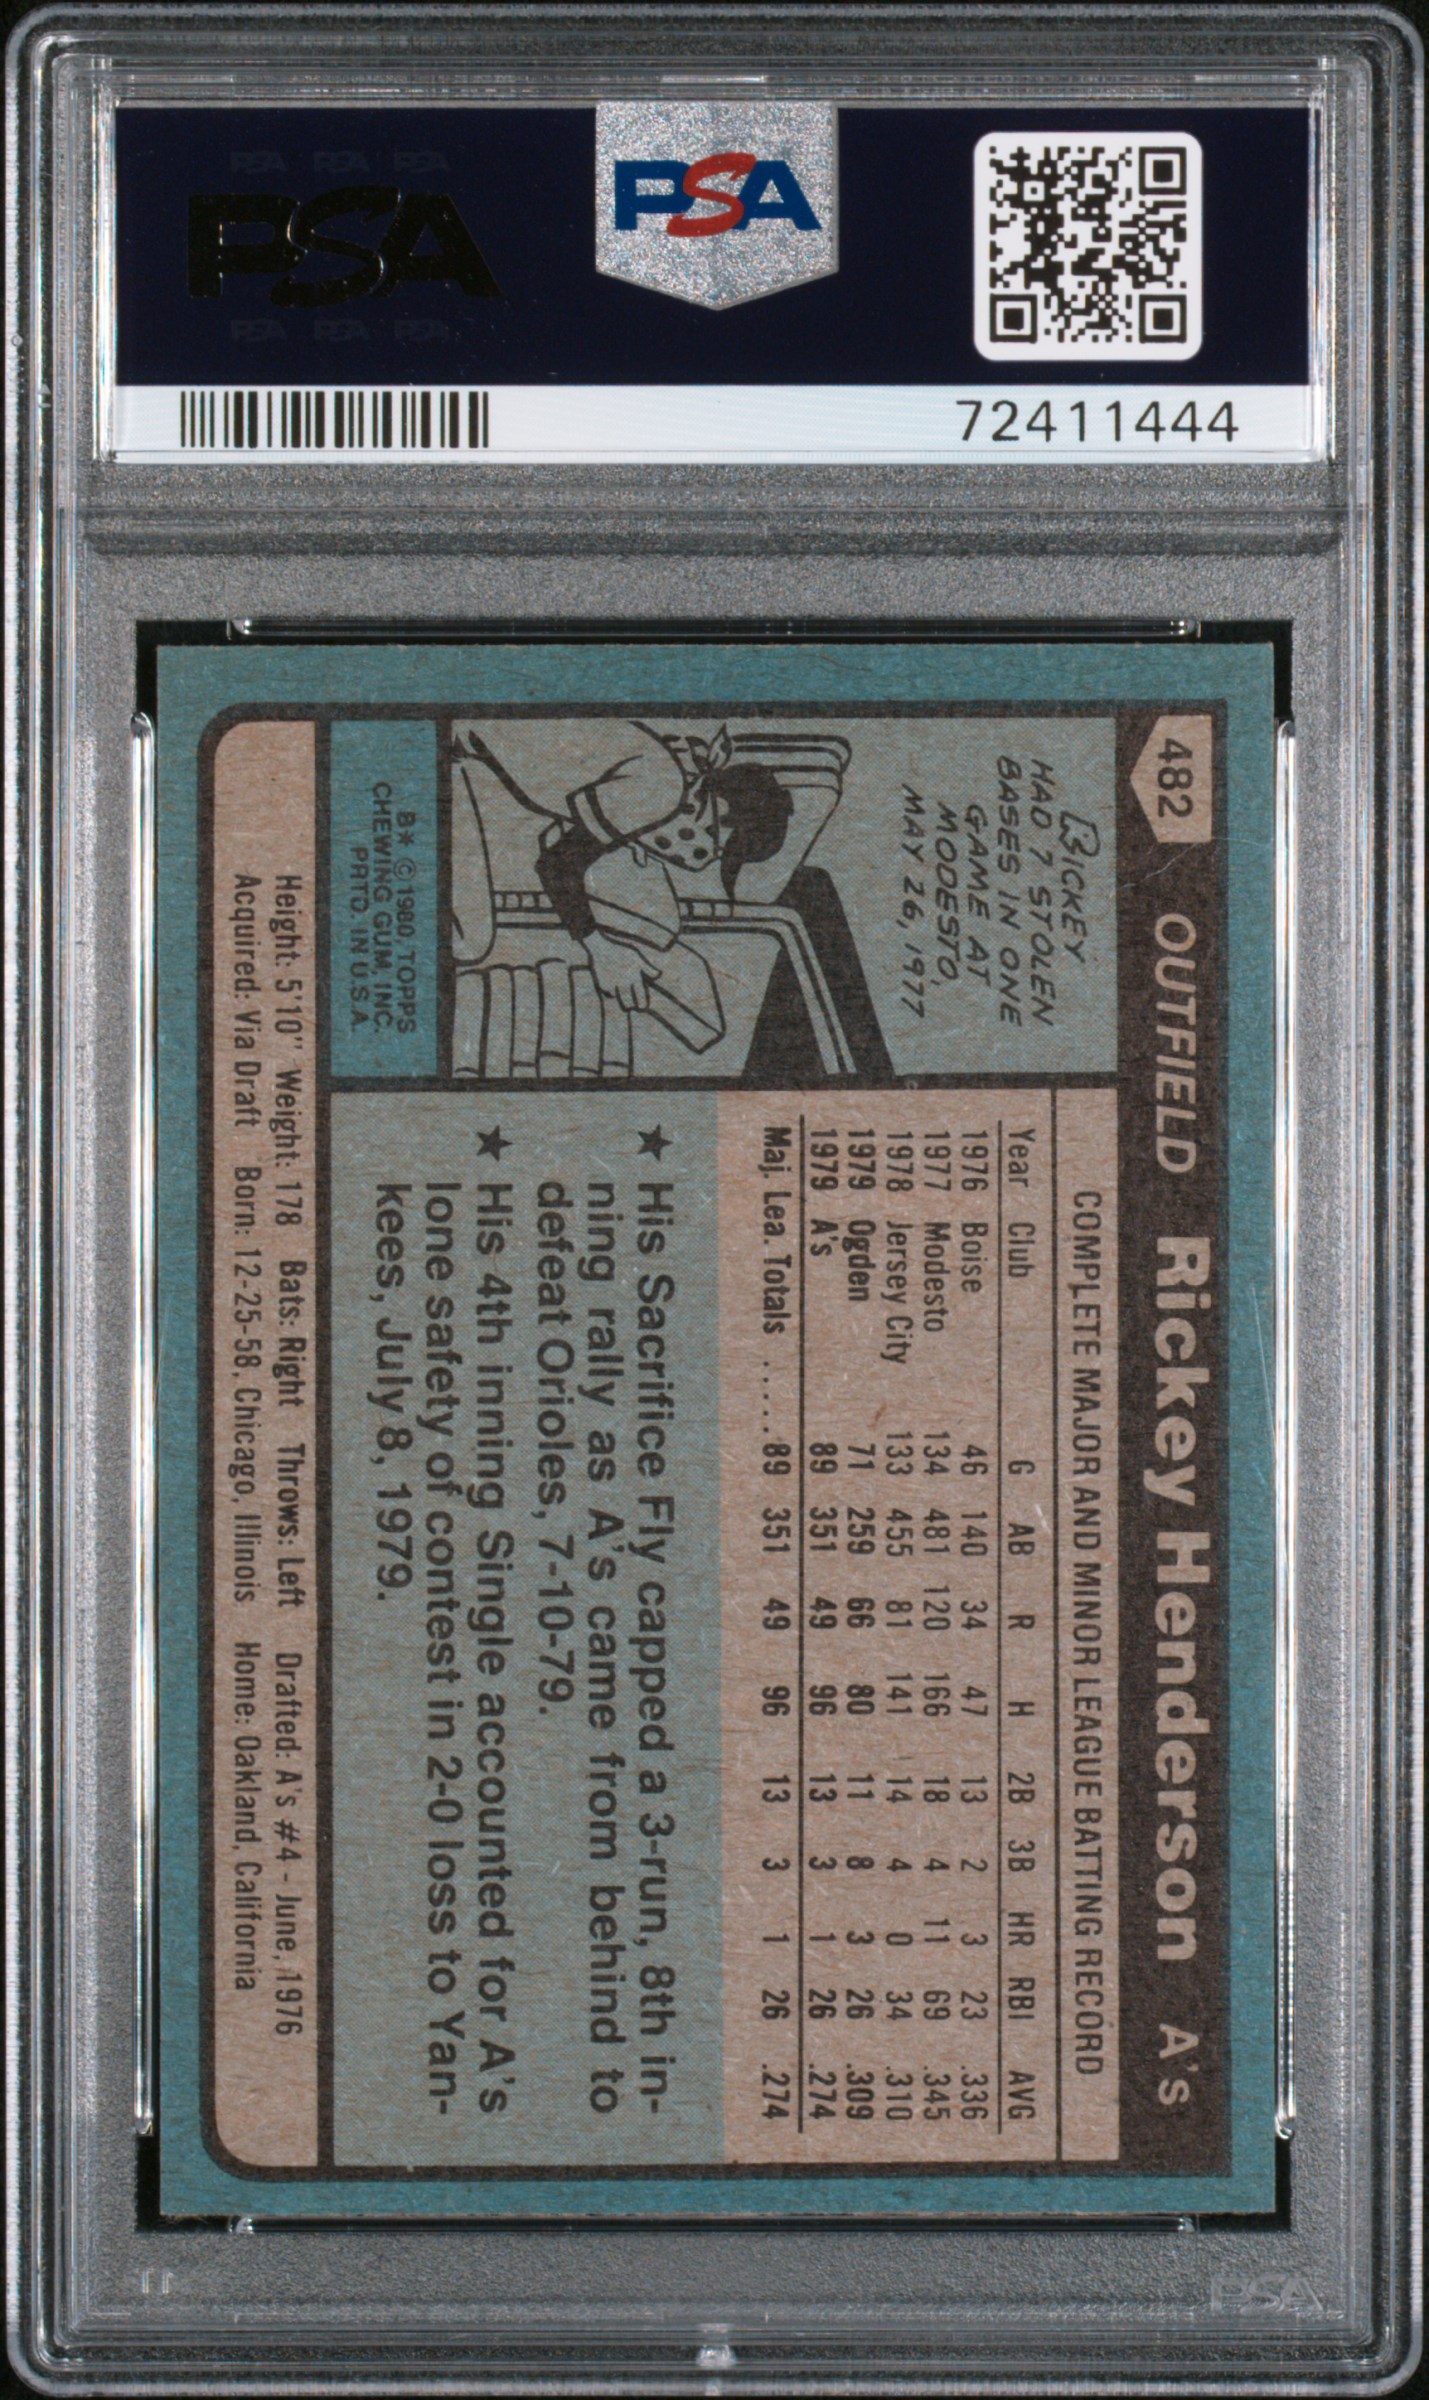 PSA PSA PSA
PSA
PSA PSA PSA
PSA
72411444
482 OUTFIELD Rickey Henderson A's
RICKEY
HAD 7 STOLEN
BASES IN ONE
GAME AT
MODESTO,
MAY 26, 1977
B* © 1980, TOPPS
CHEWING GUM, INC.
PRTD. IN U.S.A.
COMPLETE MAJOR AND MINOR LEAGUE BATTING RECORD
Year Club G AB R H 2B 3B HR RBI AVG
1976 Boise 46 140 34 47 13 2 3 23 .336
1977 Modesto 134 481 120 166 18 4 11 69 .345
1978 Jersey City 133 455 81 141 14 4 0 34 .310
1979 Ogden 71 259 66 80 11 8 3 26 .309
1979 A's 89 351 49 96 13 3 1 26 .274
Maj. Lea. Totals ..... 89 351 49 96 13 3 1 26 .274
★ His Sacrifice Fly capped a 3-run, 8th in-
ning rally as A's came from behind to
defeat Orioles, 7-10-79.
★ His 4th inning Single accounted for A's
lone safety of contest in 2-0 loss to Yan-
kees, July 8, 1979.
Height: 5'10" Weight: 178 Bats: Right Throws: Left Drafted: A's #4 - June, 1976
Acquired: Via Draft Born: 12-25-58, Chicago, Illinois Home: Oakland, California
PSA